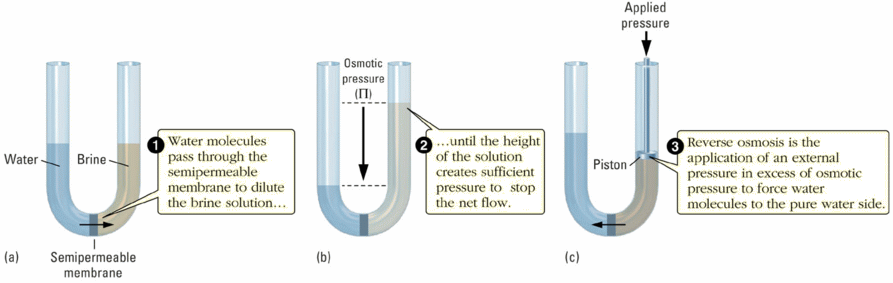 Water
Brine
1
Water molecules
pass through the
semipermeable
membrane to dilute
the brine solution…
(a)
Semipermeable
membrane
Osmotic
pressure
(Π)
2
…until the height
of the solution
creates sufficient
pressure to stop
the net flow.
(b)
Applied
pressure
Piston
3
Reverse osmosis is the
application of an external
pressure in excess of osmotic
pressure to force water
molecules to the pure water side.
(c)